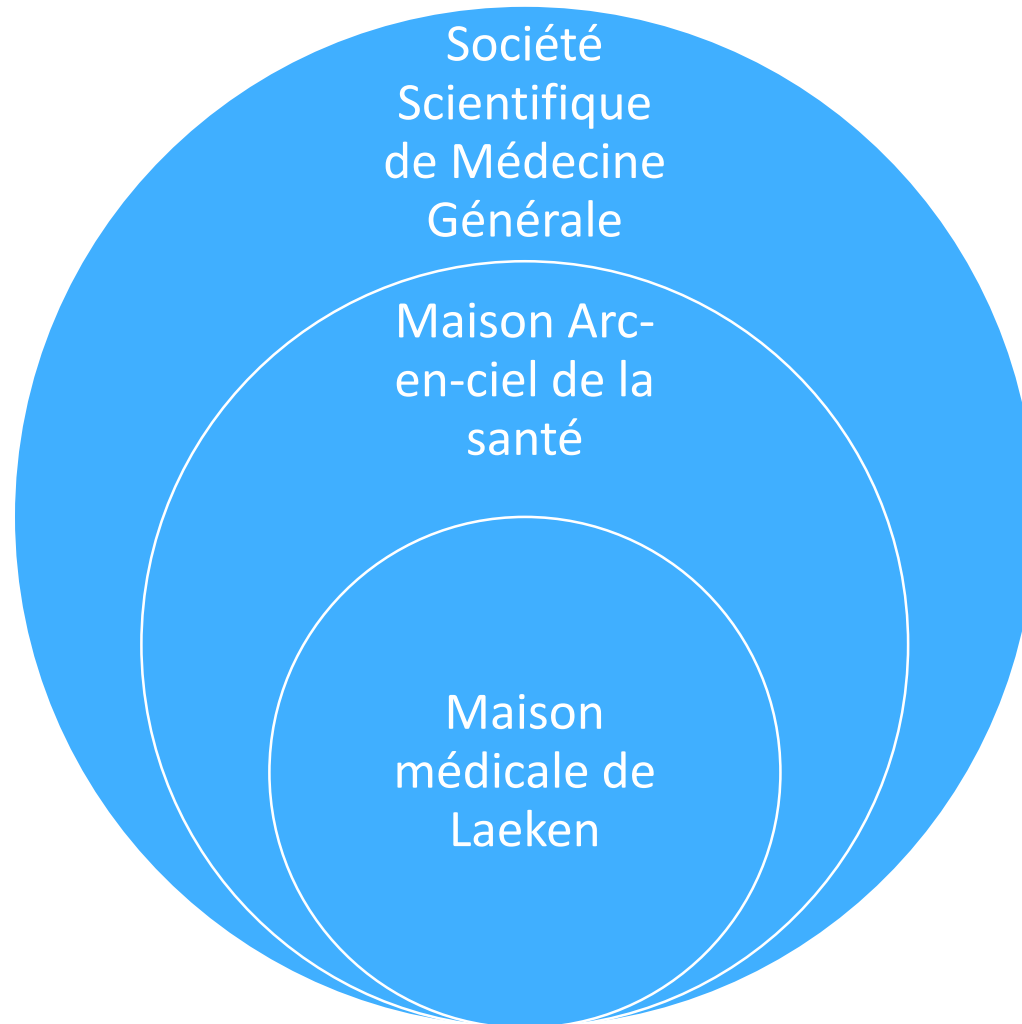 Société
Scientifique
de Médecine
Générale
Maison Arc-
en-ciel de la
santé
Maison
médicale de
Laeken